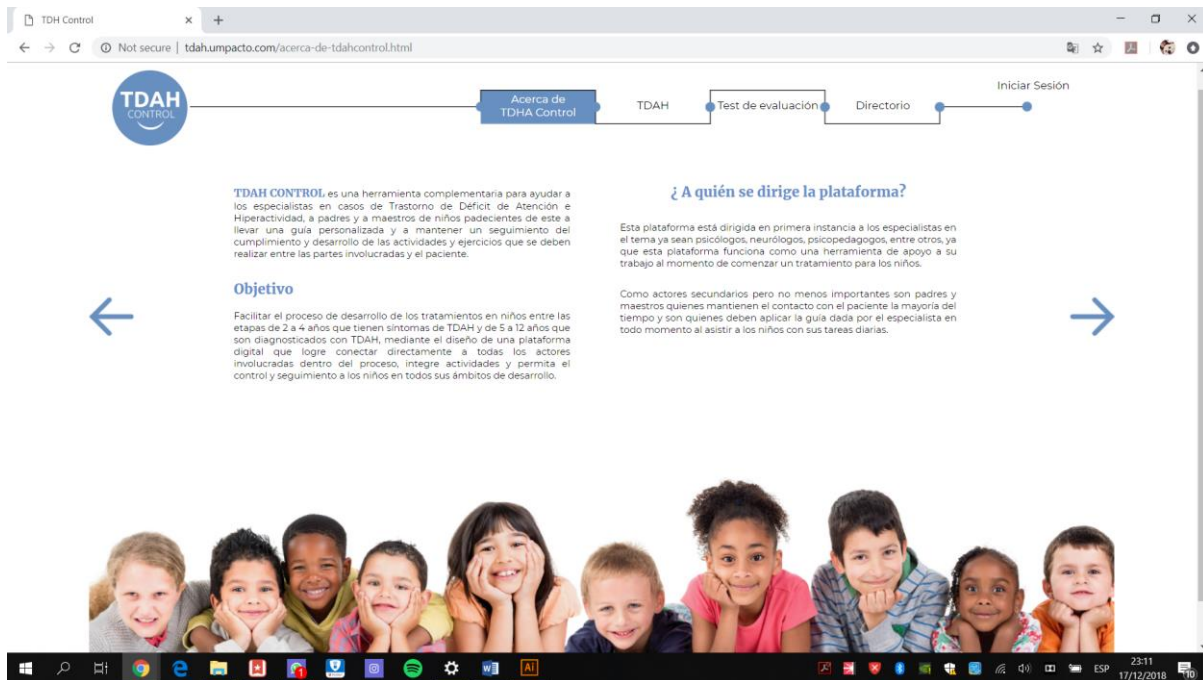 TDH Control
Not secure | tdah.umpacto.com/acerca-de-tdahcontrol.html
TDAH
CONTROL
Acerca de
TDHA Control
TDAH
Test de evaluación
Directorio
Iniciar Sesión
TDAH CONTROL es una herramienta complementaria para ayudar a
los especialistas en casos de Trastorno de Déficit de Atención e
Hiperactividad, a padres y a maestros de niños padecientes de este a
llevar una guía personalizada y a mantener un seguimiento del
cumplimiento y desarrollo de las actividades y ejercicios que se deben
realizar entre las partes involucradas y el paciente.
Objetivo
Facilitar el proceso de desarrollo de los tratamientos en niños entre las
etapas de 2 a 4 años que tienen síntomas de TDAH y de 5 a 12 años que
son diagnosticados con TDAH, mediante el diseño de una plataforma
digital que logre conectar directamente a todas los actores
involucradas dentro del proceso, integre actividades y permita el
control y seguimiento a los niños en todos sus ámbitos de desarrollo.
¿ A quién se dirige la plataforma?
Esta plataforma está dirigida en primera instancia a los especialistas en
el tema ya sean psicólogos, neurólogos, psicopedagogos, entre otros, ya
que esta plataforma funciona como una herramienta de apoyo a su
trabajo al momento de comenzar un tratamiento para los niños.
Como actores secundarios pero no menos importantes son padres y
maestros quienes mantienen el contacto con el paciente la mayoría del
tiempo y son quienes deben aplicar la guía dada por el especialista en
todo momento al asistir a los niños con sus tareas diarias.
Ai
ESP
23:11
17/12/2018